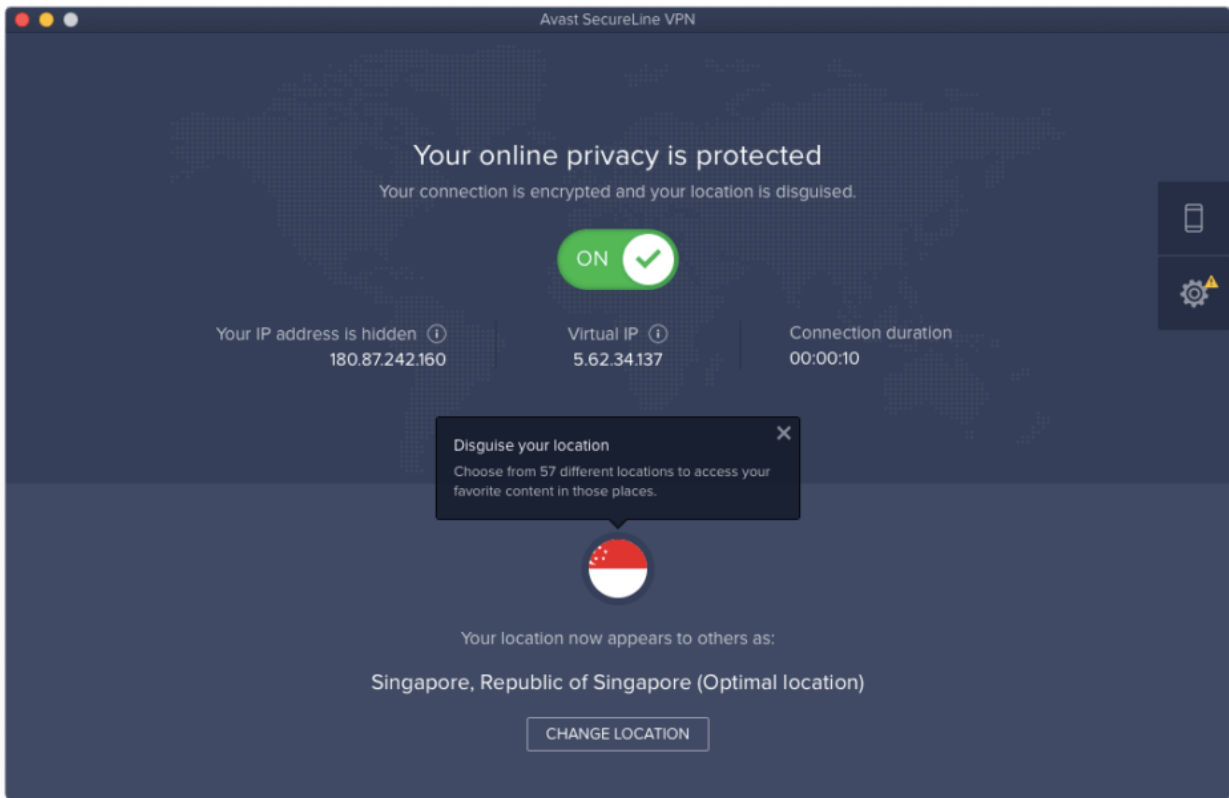 Avast SecureLine VPN
Your online privacy is protected
Your connection is encrypted and your location is disguised.
ON
Your IP address is hidden
180.87.242.160
Virtual IP
5.62.34.137
Connection duration
00:00:10
Disguise your location
Choose from 57 different locations to access your
favorite content in those places.
Your location now appears to others as:
Singapore, Republic of Singapore (Optimal location)
CHANGE LOCATION